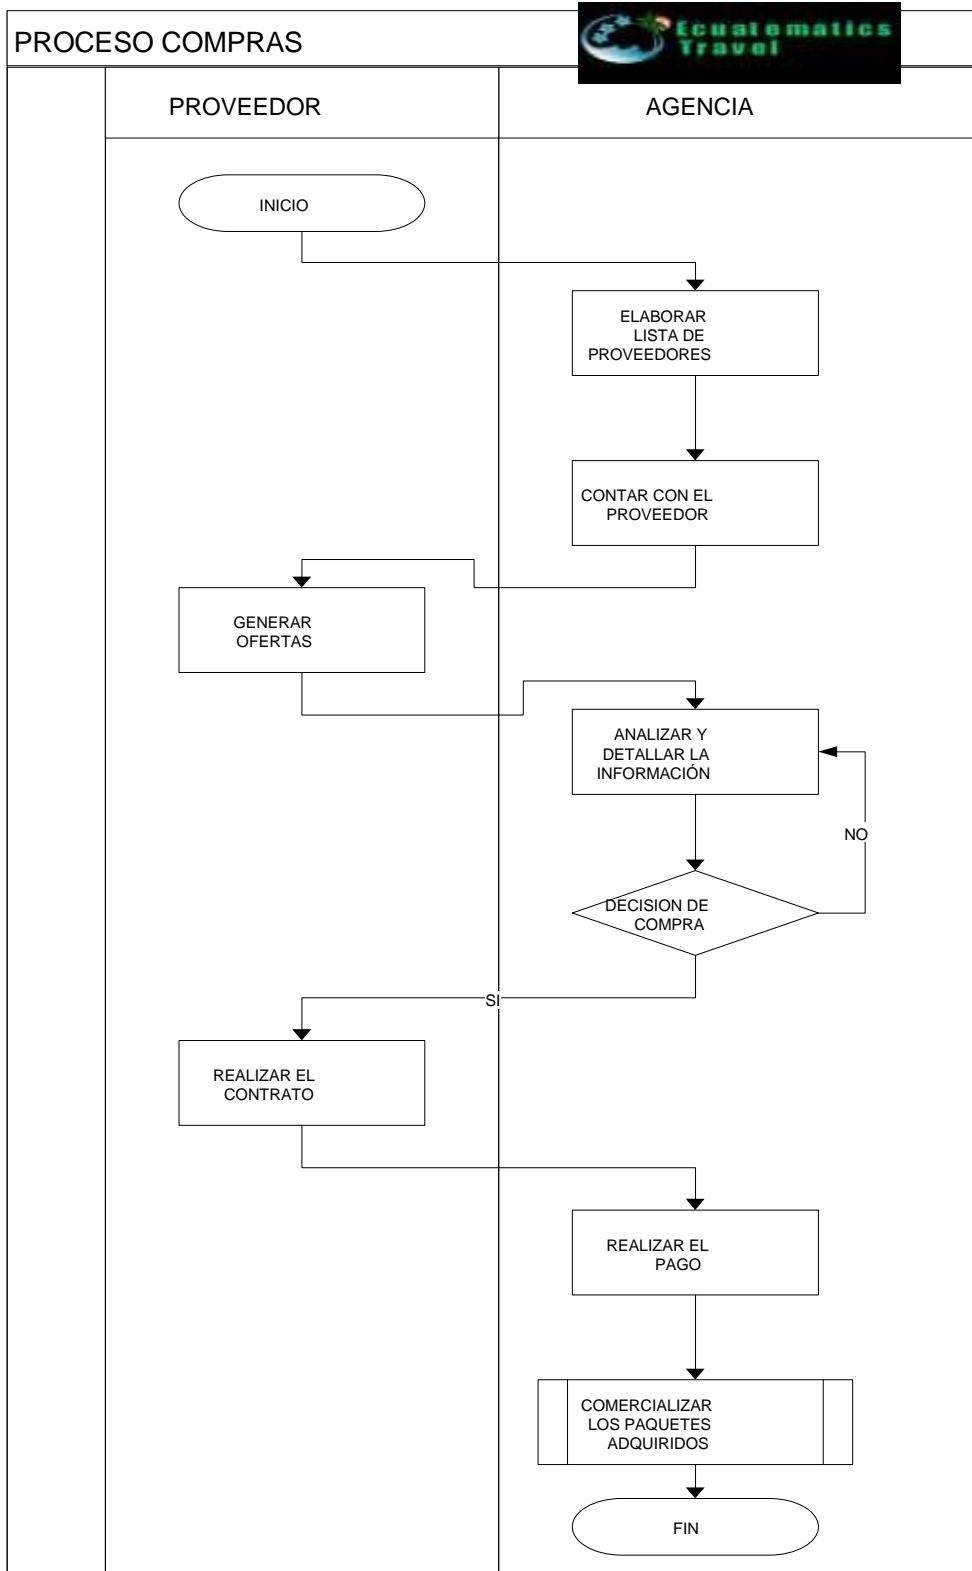 PROCESO COMPRAS
Ecuatematics
Travel
PROVEEDOR
AGENCIA
INICIO
ELABORAR
LISTA DE
PROVEEDORES
CONTAR CON EL
PROVEEDOR
GENERAR
OFERTAS
ANALIZAR Y
DETALLAR LA
INFORMACIÓN
NO
DECISION DE
COMPRA
SI
REALIZAR EL
CONTRATO
REALIZAR EL
PAGO
COMERCIALIZAR
LOS PAQUETES
ADQUIRIDOS
FIN